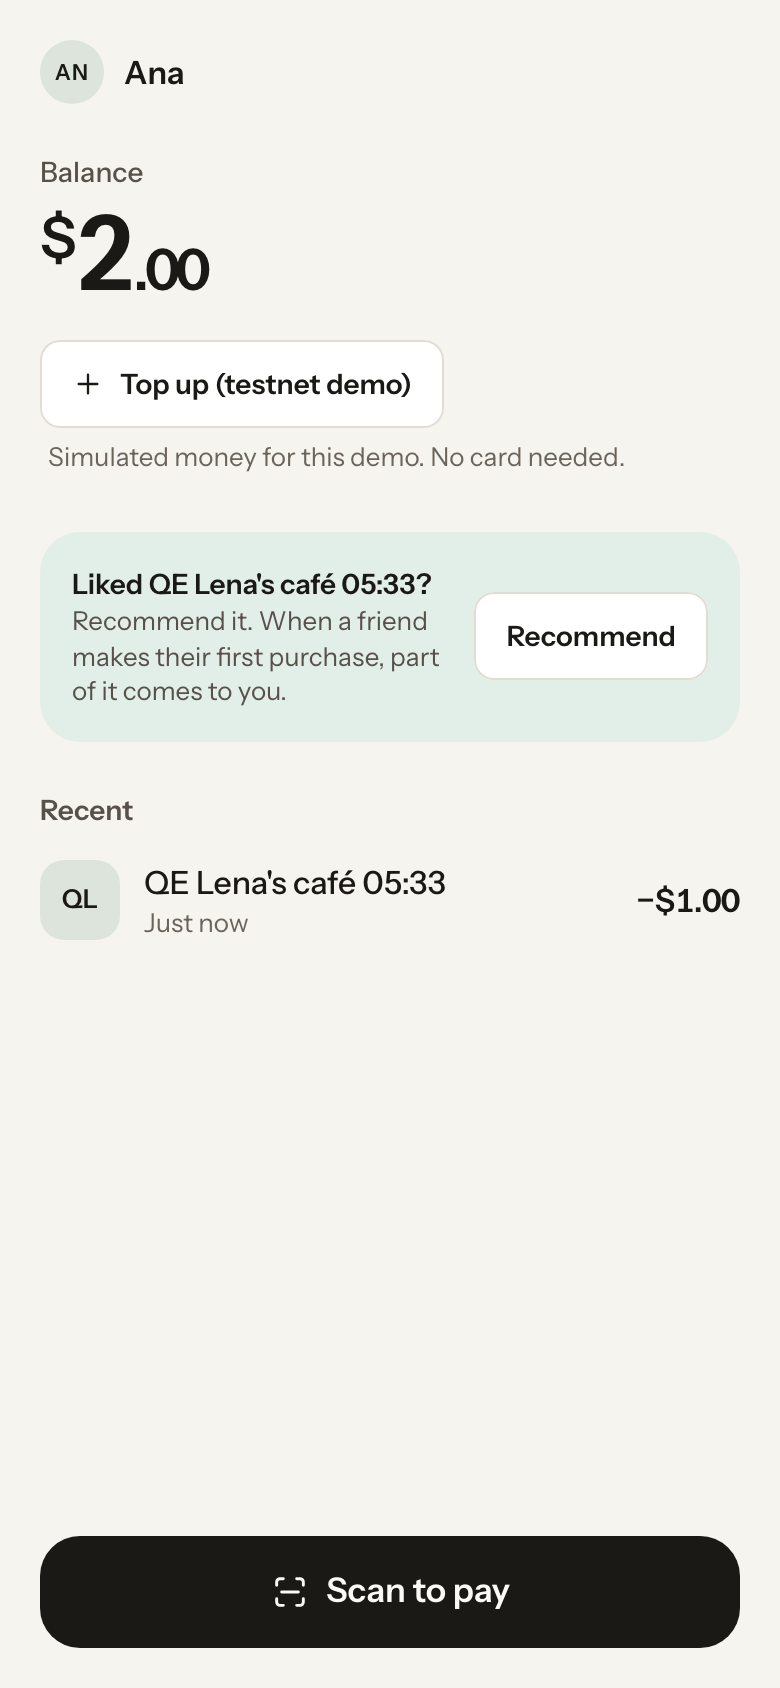 AN
Ana
Balance
$2.00
Top up (testnet demo)
Simulated money for this demo. No card needed.
Liked QE Lena's café 05:33?
Recommend it. When a friend
makes their first purchase, part
of it comes to you.
Recommend
Recent
QL
QE Lena's café 05:33
Just now
−$1.00
Scan to pay